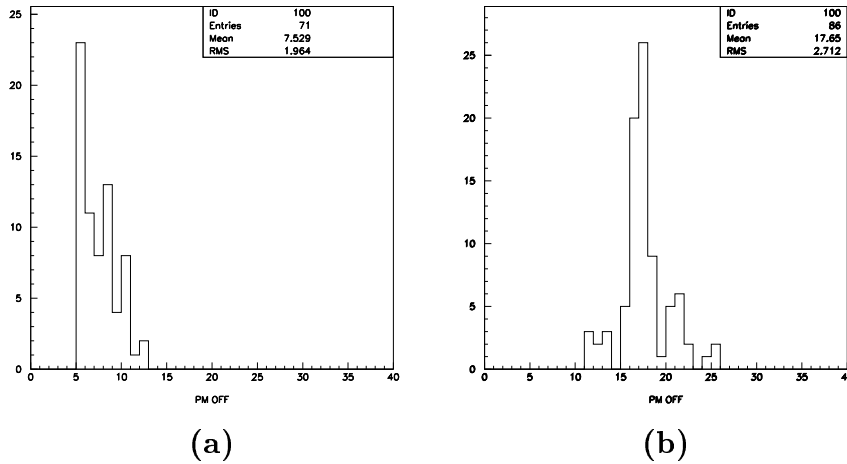 ID 100
Entries 71
Mean 7.529
RMS 1.964
25
20
15
10
5
0
0 5 10 15 20 25 30 35 40
PM OFF
(a)
ID 100
Entries 86
Mean 17.65
RMS 2.712
25
20
15
10
5
0
0 5 10 15 20 25 30 35 40
PM OFF
(b)